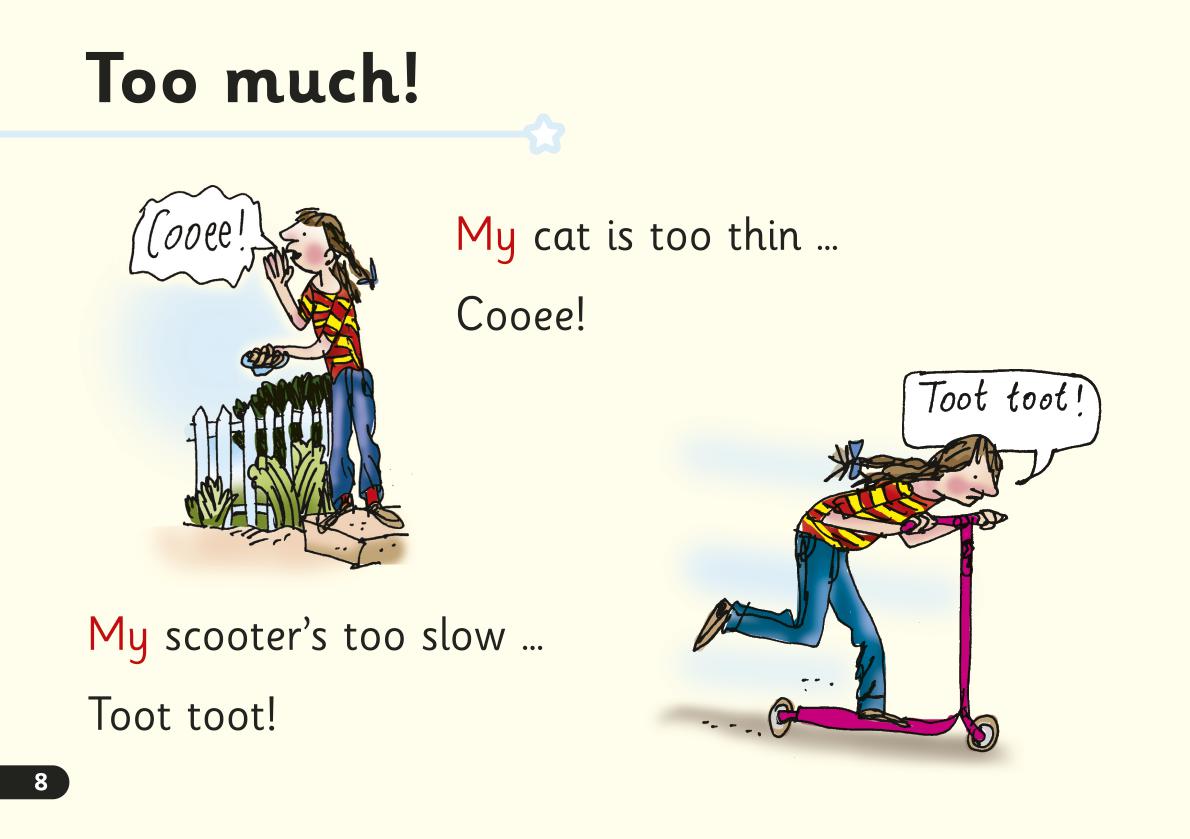 Too much!
Cooee!
My cat is too thin ...
Cooee!
Toot toot!
My scooter’s too slow ...
Toot toot!
8